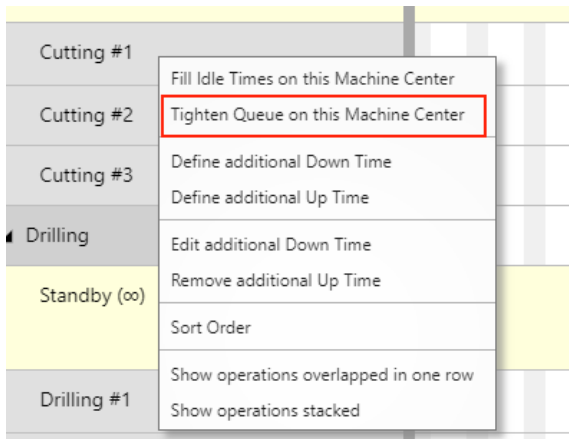 Cutting #1
Cutting #2
Cutting #3
Drilling
Standby (∞)
Drilling #1
Fill Idle Times on this Machine Center
Tighten Queue on this Machine Center
Define additional Down Time
Define additional Up Time
Edit additional Down Time
Remove additional Up Time
Sort Order
Show operations overlapped in one row
Show operations stacked